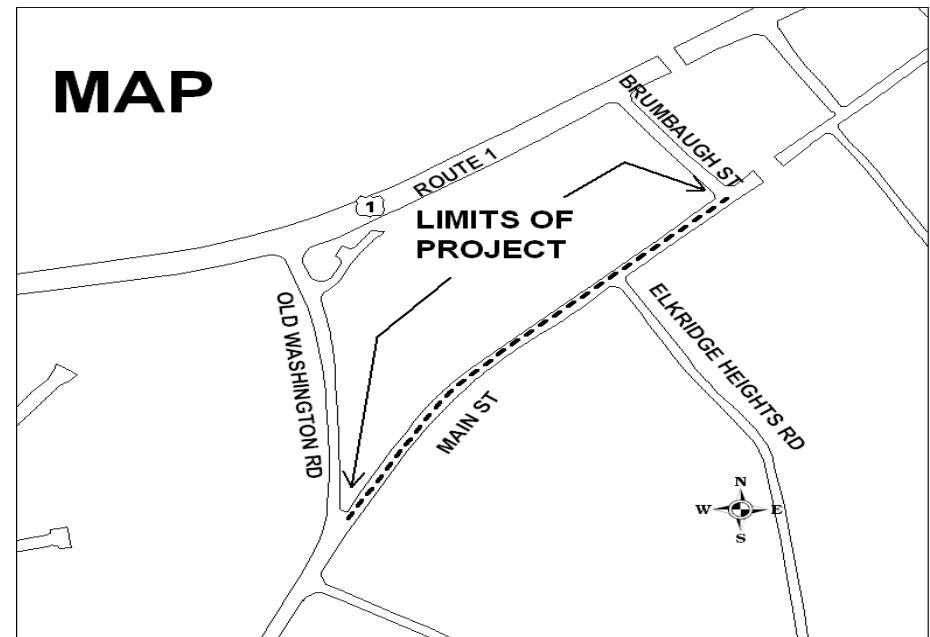 MAP
BRUMBAUGH ST
ROUTE 1
1
LIMITS OF
PROJECT
OLD WASHINGTON RD
ELKRIDGE HEIGHTS RD
MAIN ST
N
W
E
S